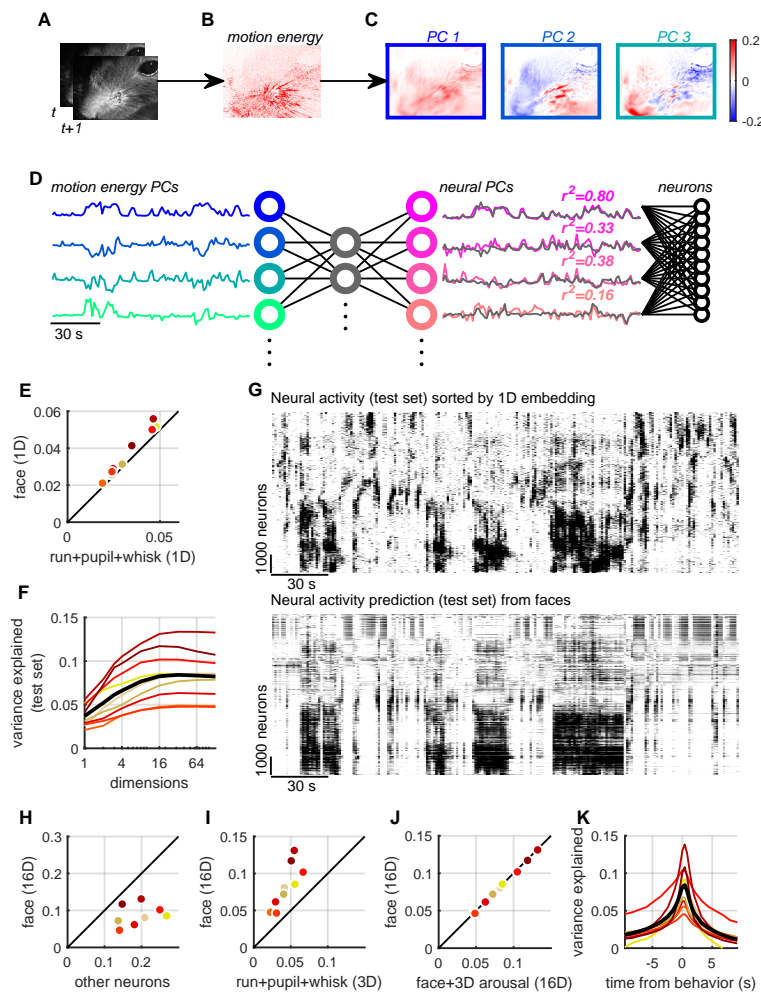 A
B
C
motion energy
PC 1
PC 2
PC 3
t
t+1
0.2
0
-0.2
D
motion energy PCs
neural PCs
neurons
r²=0.80
r²=0.33
r²=0.38
r²=0.16
30 s
E
0.06
0.04
0.02
0
0
0.05
face (1D)
run+pupil+whisk (1D)
F
0.15
0.1
0.05
0
1
4
16
64
variance explained
(test set)
dimensions
G
Neural activity (test set) sorted by 1D embedding
1000 neurons
30 s
Neural activity prediction (test set) from faces
1000 neurons
30 s
H
0.3
0.2
0.1
0
0
0.2
face (16D)
other neurons
I
0.15
0.1
0.05
0
0
0.05
0.1
face (16D)
run+pupil+whisk (3D)
J
0.15
0.1
0.05
0
0
0.05
0.1
face (16D)
face+3D arousal (16D)
K
0.15
0.1
0.05
0
-5
0
5
variance explained
time from behavior (s)